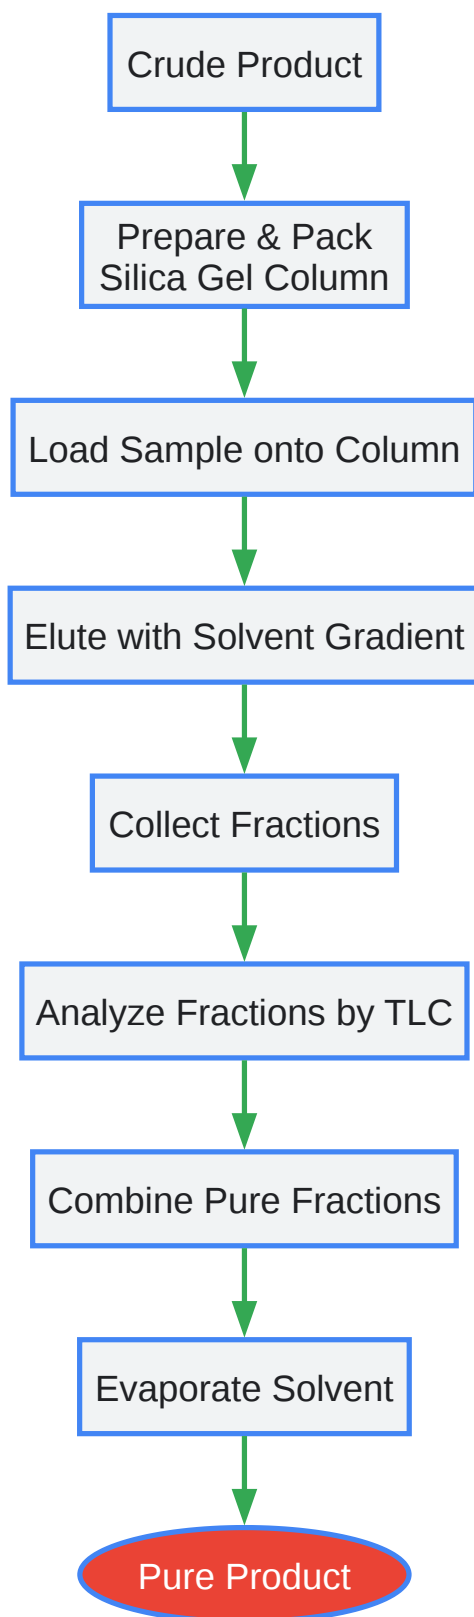 Crude Product
Prepare & Pack
Silica Gel Column
Load Sample onto Column
Elute with Solvent Gradient
Collect Fractions
Analyze Fractions by TLC
Combine Pure Fractions
Evaporate Solvent
Pure Product